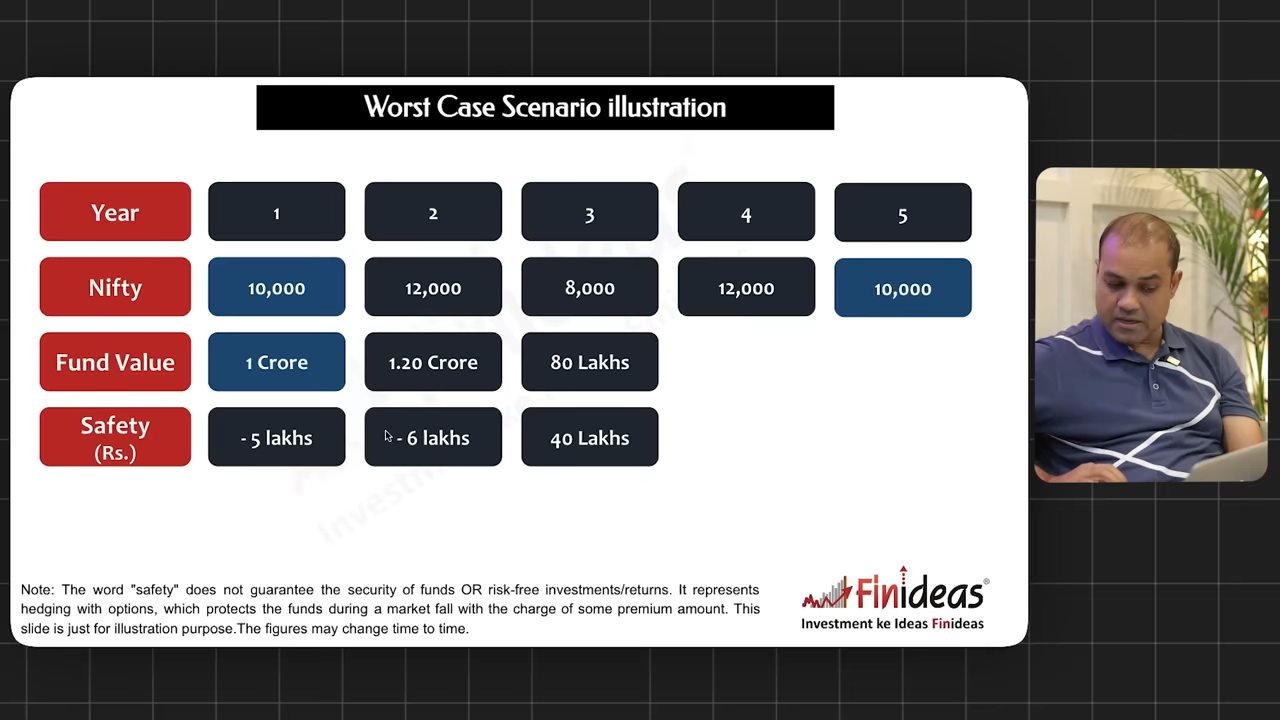 Worst Case Scenario illustration
Year 1 2 3 4 5
Nifty 10,000 12,000 8,000 12,000 10,000
Fund Value 1 Crore 1.20 Crore 80 Lakhs
Safety
(Rs.) - 5 lakhs - 6 lakhs 40 Lakhs
Note: The word "safety" does not guarantee the security of funds OR risk-free investments/returns. It represents
hedging with options, which protects the funds during a market fall with the charge of some premium amount. This
slide is just for illustration purpose.The figures may change time to time.
Finideas®
Investment ke Ideas Finideas